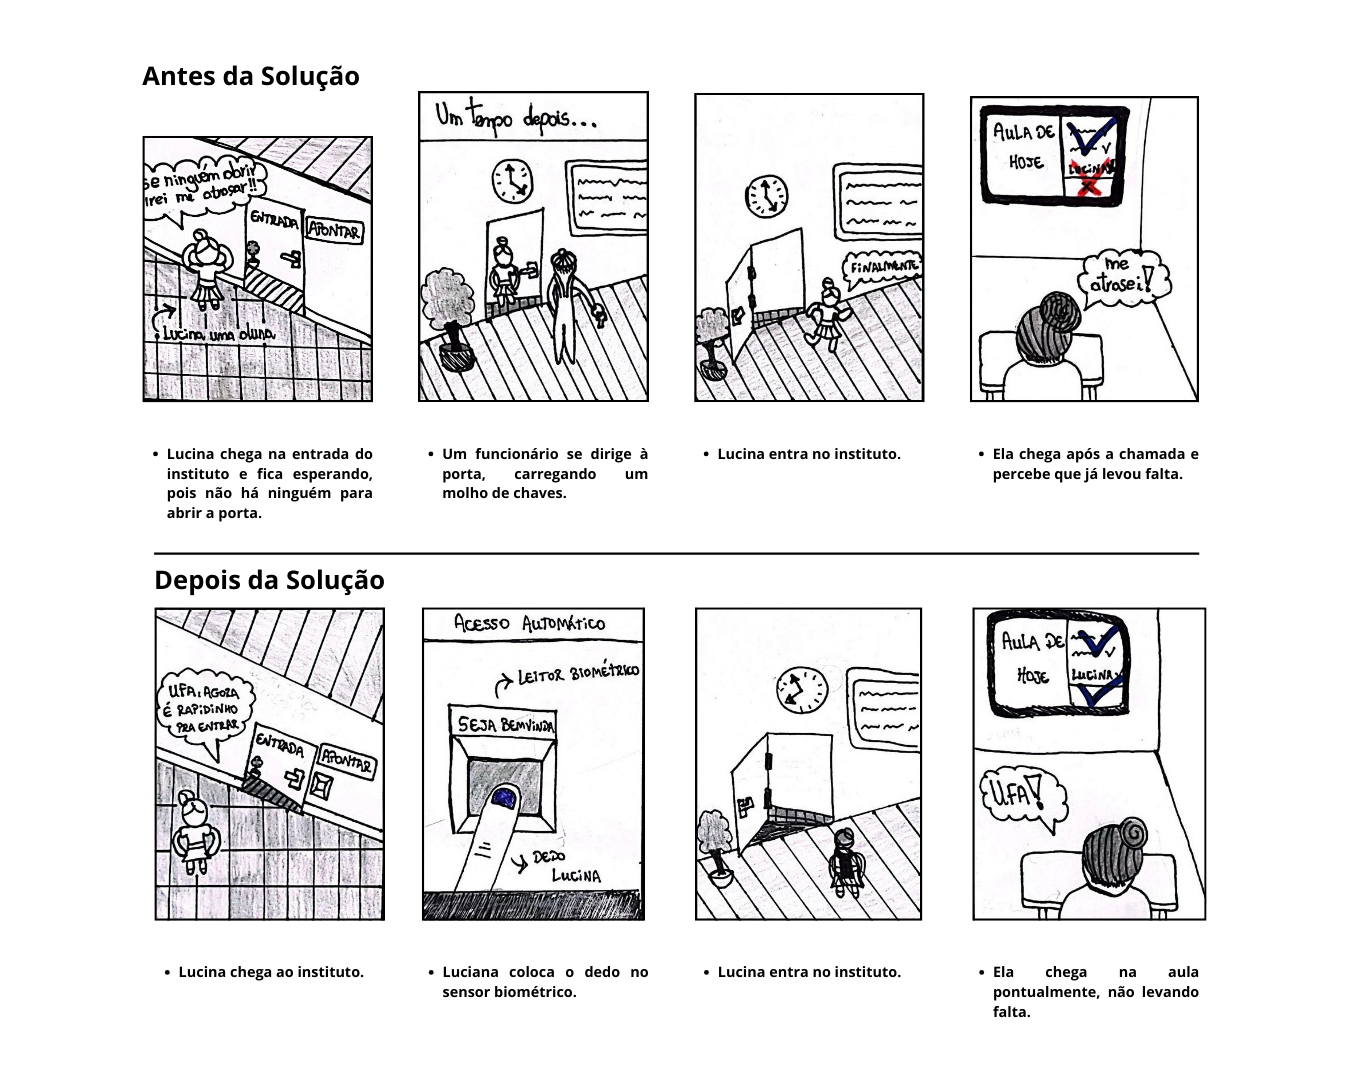 Antes da Solução
se ninguém abrir
irei me atrasar!!
ENTRADA
APONTAR
Lucina, uma aluna.
Um tempo depois...
FINALMENTE
AULA DE
HOJE
LUCINA
me
atrasei!
• Lucina chega na entrada do
instituto e fica esperando,
pois não há ninguém para
abrir a porta.
• Um funcionário se dirige à
porta, carregando um
molho de chaves.
• Lucina entra no instituto.
• Ela chega após a chamada e
percebe que já levou falta.
Depois da Solução
UFA, AGORA
É RAPIDINHO
PRA ENTRAR
ENTRADA
APONTAR
ACESSO AUTOMÁTICO
LEITOR BIOMÉTRICO
SEJA BEMVINDA
DEDO
LUCINA
AULA DE
HOJE
LUCINA
UFA!
• Lucina chega ao instituto.
• Luciana coloca o dedo no
sensor biométrico.
• Lucina entra no instituto.
• Ela chega na aula
pontualmente, não levando
falta.